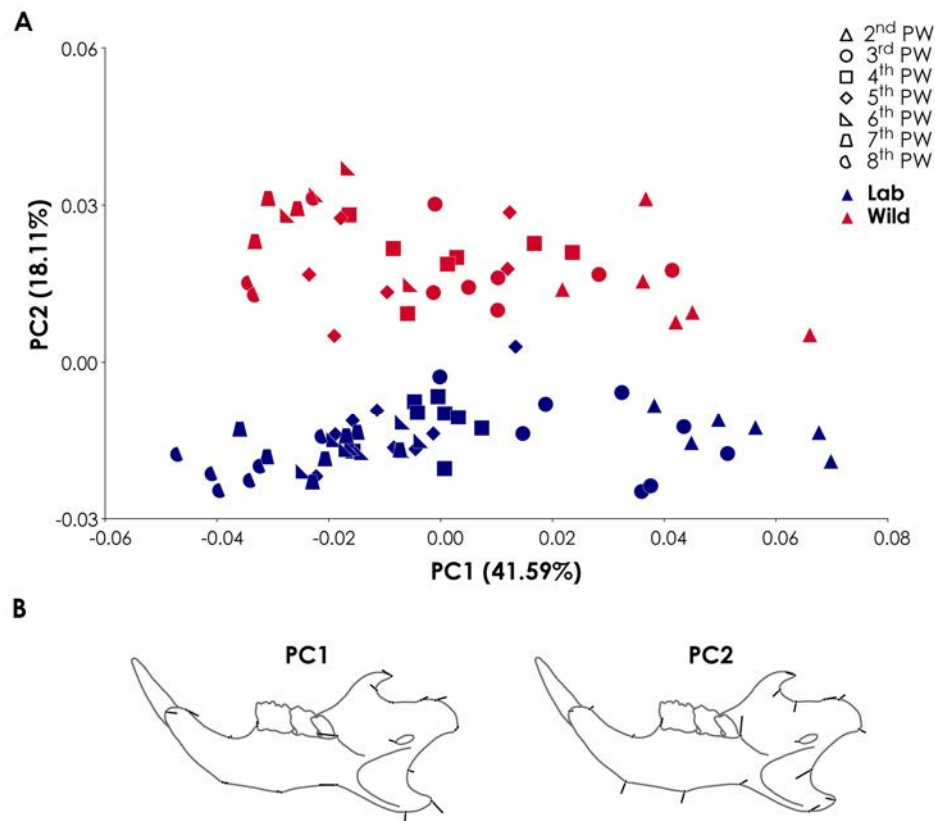 A
0.06
0.03
0.00
-0.03
PC2 (18.11%)
-0.06
-0.04
-0.02
0.00
0.02
0.04
0.06
0.08
PC1 (41.59%)
2nd PW
3rd PW
4th PW
5th PW
6th PW
7th PW
8th PW
Lab
Wild
B
PC1
PC2